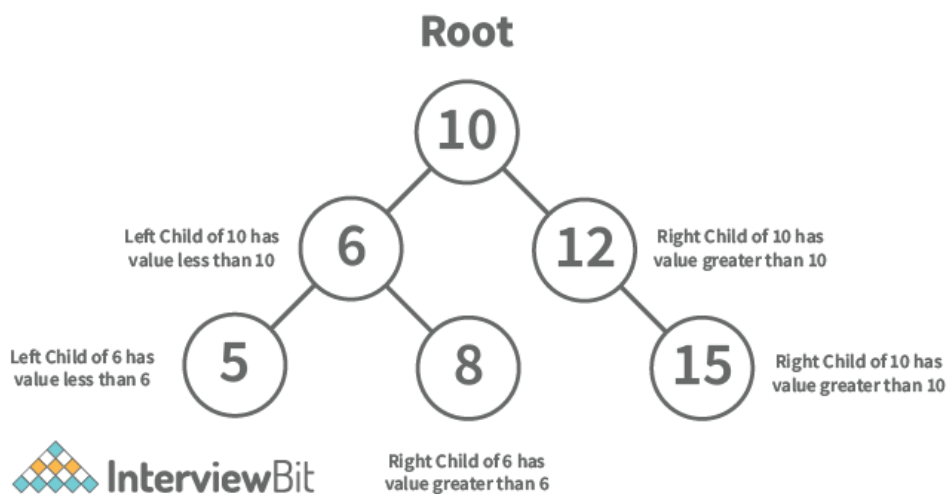 Root
10
Left Child of 10 has
value less than 10
6
12
Right Child of 10 has
value greater than 10
Left Child of 6 has
value less than 6
5
8
15
Right Child of 10 has
value greater than 10
Right Child of 6 has
value greater than 6
InterviewBit